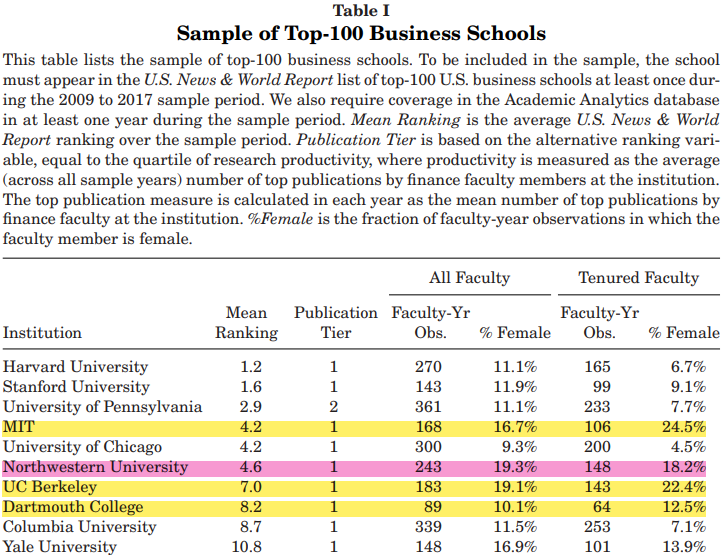 Table I
Sample of Top-100 Business Schools
This table lists the sample of top-100 business schools. To be included in the sample, the school
must appear in the U.S. News & World Report list of top-100 U.S. business schools at least once dur-
ing the 2009 to 2017 sample period. We also require coverage in the Academic Analytics database
in at least one year during the sample period. Mean Ranking is the average U.S. News & World
Report ranking over the sample period. Publication Tier is based on the alternative ranking vari-
able, equal to the quartile of research productivity, where productivity is measured as the average
(across all sample years) number of top publications by finance faculty members at the institution.
The top publication measure is calculated in each year as the mean number of top publications by
finance faculty at the institution. %Female is the fraction of faculty-year observations in which the
faculty member is female.
All Faculty Tenured Faculty
Mean Publication Faculty-Yr Faculty-Yr
Institution Ranking Tier Obs. % Female Obs. % Female
Harvard University 1.2 1 270 11.1% 165 6.7%
Stanford University 1.6 1 143 11.9% 99 9.1%
University of Pennsylvania 2.9 2 361 11.1% 233 7.7%
MIT 4.2 1 168 16.7% 106 24.5%
University of Chicago 4.2 1 300 9.3% 200 4.5%
Northwestern University 4.6 1 243 19.3% 148 18.2%
UC Berkeley 7.0 1 183 19.1% 143 22.4%
Dartmouth College 8.2 1 89 10.1% 64 12.5%
Columbia University 8.7 1 339 11.5% 253 7.1%
Yale University 10.8 1 148 16.9% 101 13.9%